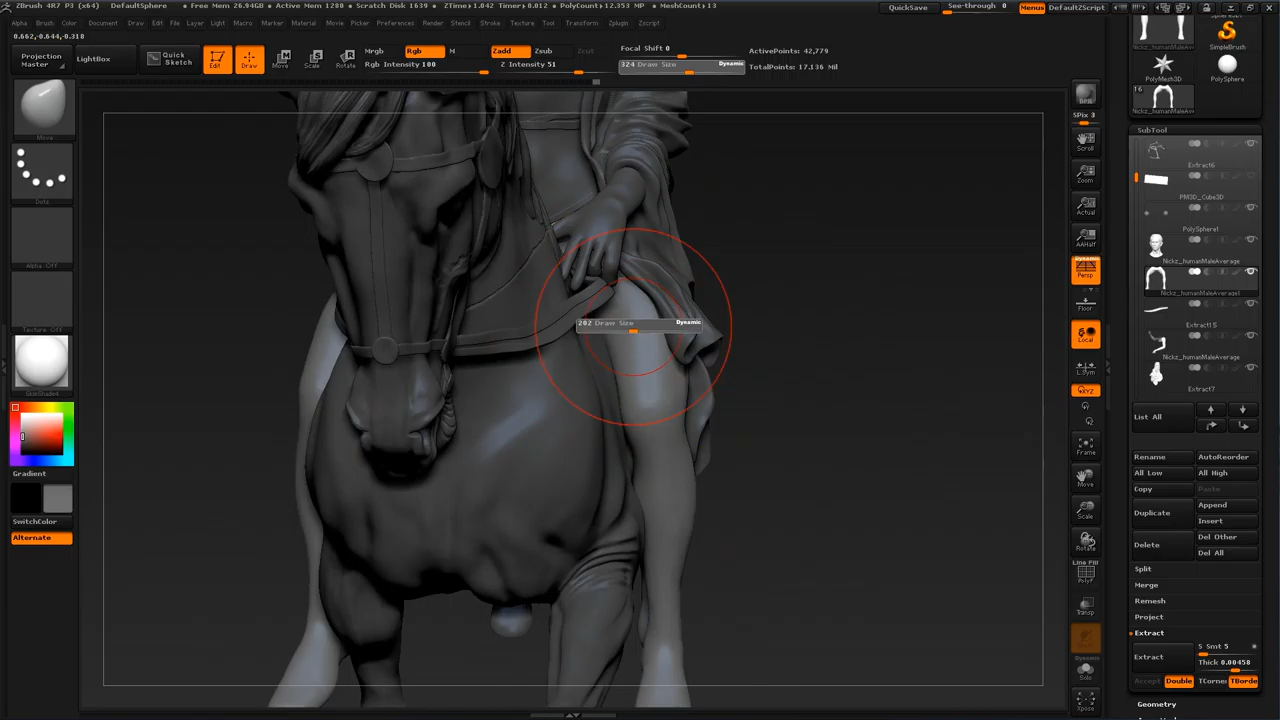 ZBrush 4R7 P3 (x64) DefaultSphere • Free Mem 26.94GB • Active Mem 1280 • Scratch Disk 1639 • ZTime▸1.042 Timer▸0.012 • PolyCount▸12.353 MP • MeshCount▸13
QuickSave See-through 0 Menus DefaultZScript
Alpha Brush Color Document Draw Edit File Layer Light Macro Marker Material Movie Picker Preferences Render Stencil Stroke Texture Tool Transform Zplugin Zscript
0.662,-0.644,-0.318
Projection Master
LightBox
Quick Sketch
Edit
Draw
Move
Scale
Rotate
Mrgb Rgb M
Rgb Intensity 100
Zadd Zsub Zcut
Z Intensity 51
Focal Shift 0
324 Draw Size Dynamic
ActivePoints: 42,779
TotalPoints: 17.136 Mil
Move
Dots
Alpha Off
Texture Off
SkinShade4
Gradient
SwitchColor
Alternate
202 Draw Size Dynamic
BPR
SPix 3
Scroll
Zoom
Actual
AAHalf
Dynamic
Persp
Floor
Local
L.Sym
XYZ
Frame
Move
Scale
Rotate
Line Fill
PolyF
Transp
Dynamic
Solo
Xpose
SimpleBrush
PolyMesh3D
PolySphere
16
Nickz_humanMaleAverage
SubTool
Extract6
PM3D_Cube3D
PolySphere1
Nickz_humanMaleAverage
Nickz_humanMaleAverage1
Extract15
Nickz_humanMaleAverage
Extract7
List All
Rename AutoReorder
All Low All High
Copy Paste
Duplicate
Append
Insert
Delete
Del Other
Del All
Split
Merge
Remesh
Project
Extract
Extract
S Smt 5
Thick 0.00458
Accept Double TCorne TBorde
Geometry